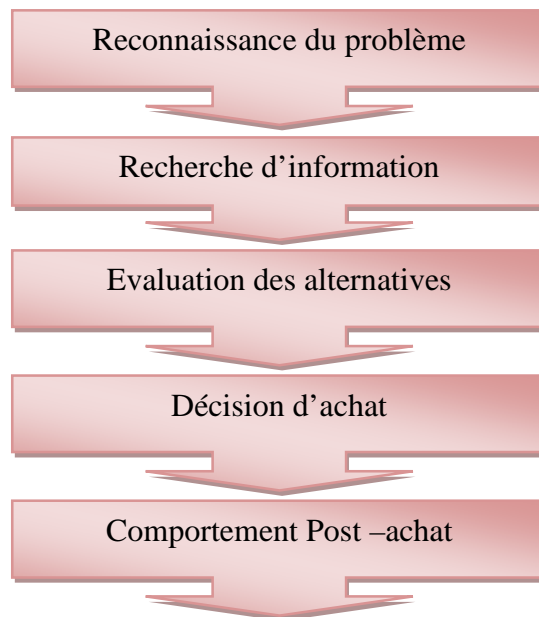 Reconnaissance du problème
Recherche d’information
Evaluation des alternatives
Décision d’achat
Comportement Post –achat